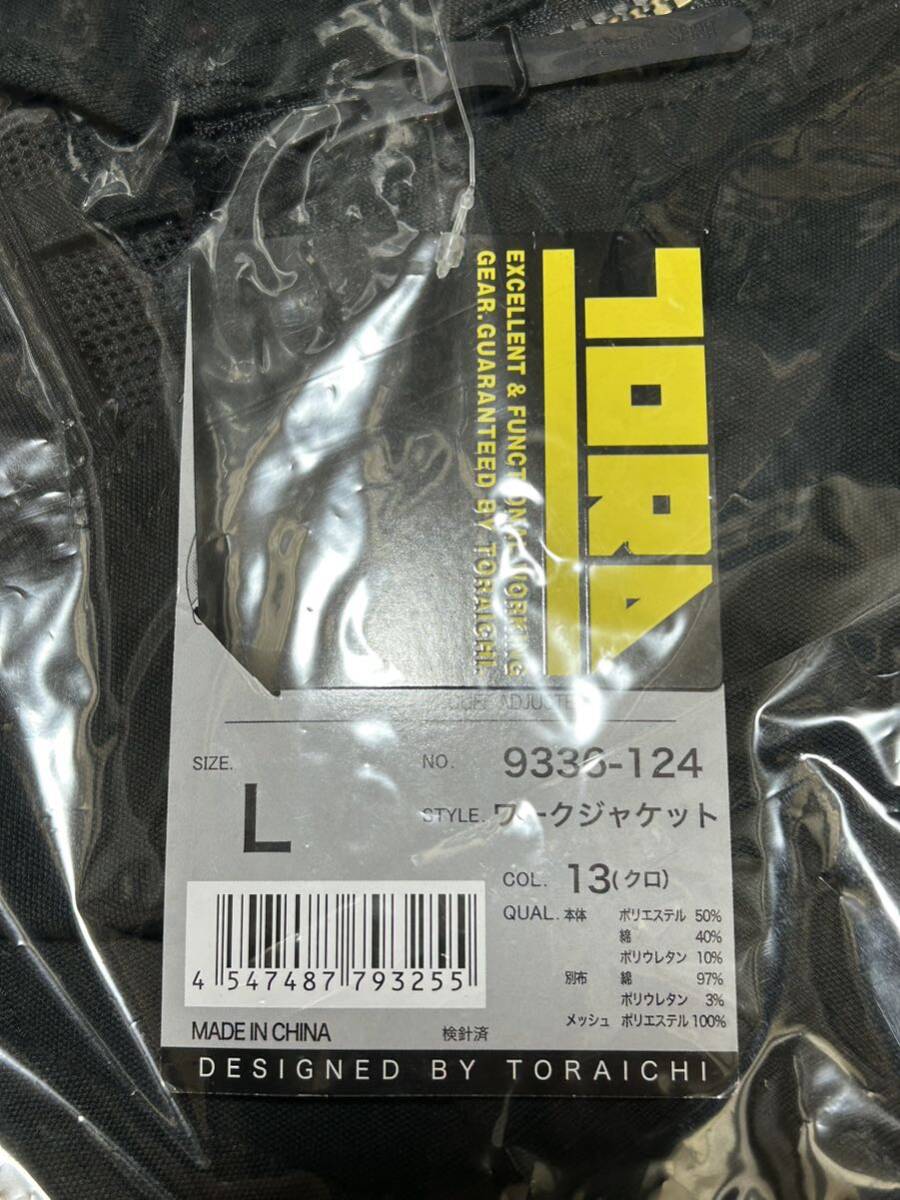 TORA
EXCELLENT & FUNCTIONAL WORKING
GEAR. GUARANTEED BY TORAICHI.
ADJUSTE
SIZE.
L
NO. 9336-124
STYLE. ワークジャケット
COL. 13(クロ)
QUAL. 本体 ポリエステル 50%
綿 40%
ポリウレタン 10%
別布 綿 97%
ポリウレタン 3%
メッシュ ポリエステル 100%
4 547487 793255
MADE IN CHINA
検針済
DESIGNED BY TORAICHI